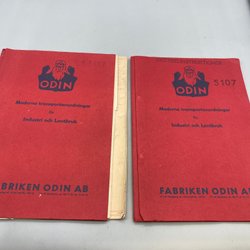 ODIN
Moderna transportanordningar
för
Industri och Lantbruk
FABRIKEN ODIN AB
ODIN
5107
Moderna transportanordningar
för
Industri och Lantbruk
FABRIKEN ODIN AB